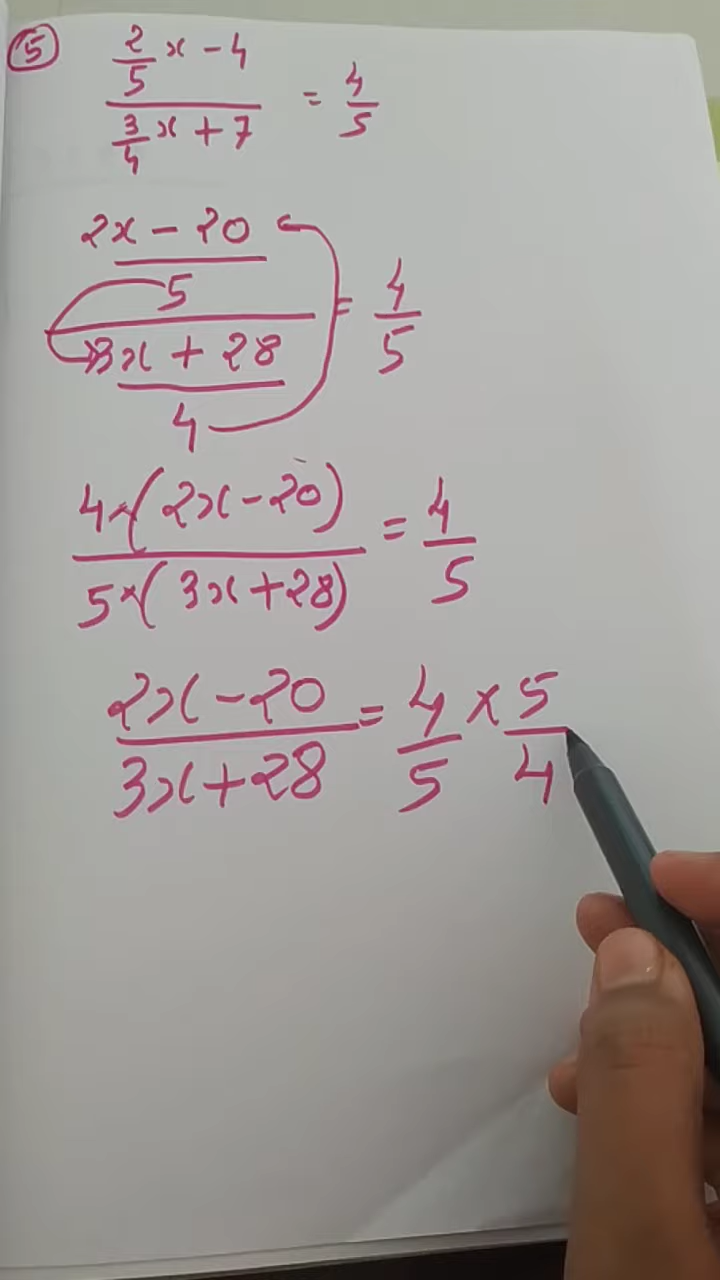 ⑤ (2/5 x - 4)/(3/4 x + 7) = 4/5
((2x - 20)/5)/((3x + 28)/4) = 4/5
4×(2x-20)/5×(3x+28) = 4/5
(2x-20)/(3x+28) = 4/5 × 5/4